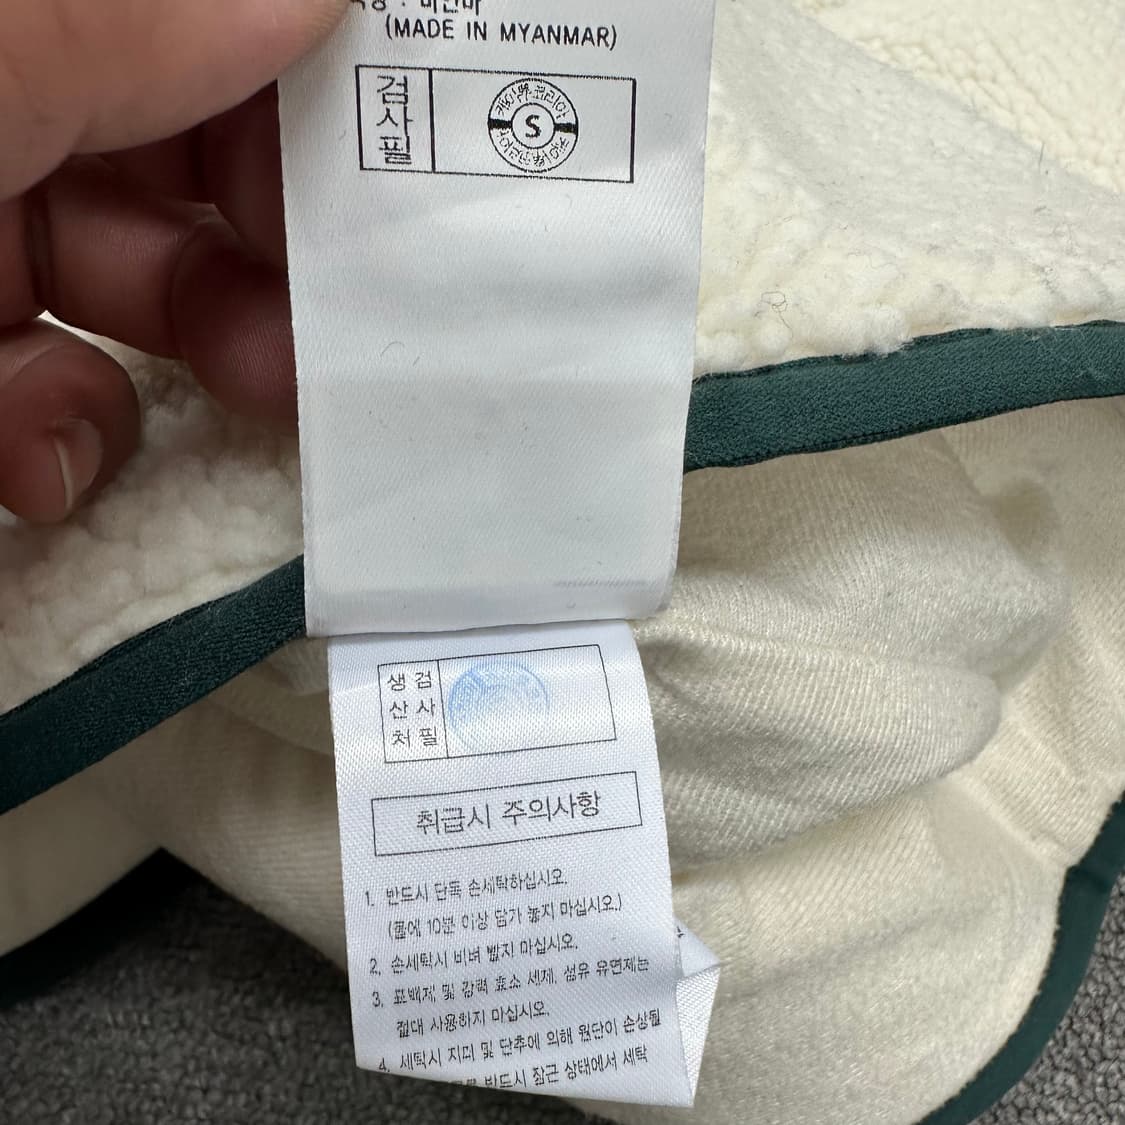 : 미얀마
(MADE IN MYANMAR)
검사필
S
생산처
검사필
취급시 주의사항
1. 반드시 단독 손세탁하십시오.
(물에 10분 이상 담가 놓지 마십시오.)
2. 손세탁시 비벼 빨지 마십시오.
3. 표백제 및 강력 효소 세제, 섬유 유연제는
절대 사용하지 마십시오.
4. 세탁시 지퍼 및 단추에 의해 원단이 손상될
반드시 잠근 상태에서 세탁